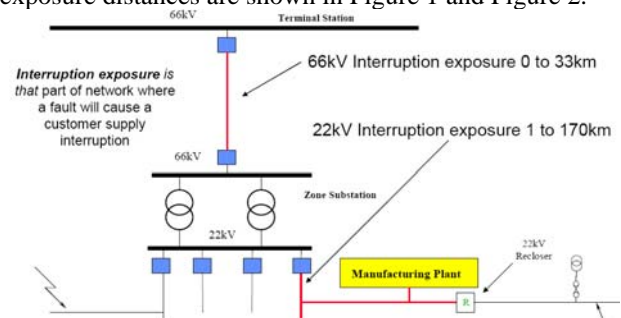 exposure distances are shown in Figure 1 and Figure 2.
66kV
Terminal Station
Interruption exposure is
that part of network where
a fault will cause a
customer supply
interruption
66kV Interruption exposure 0 to 33km
22kV Interruption exposure 1 to 170km
66kV
Zone Substation
22kV
22kV
Recloser
Manufacturing Plant
R